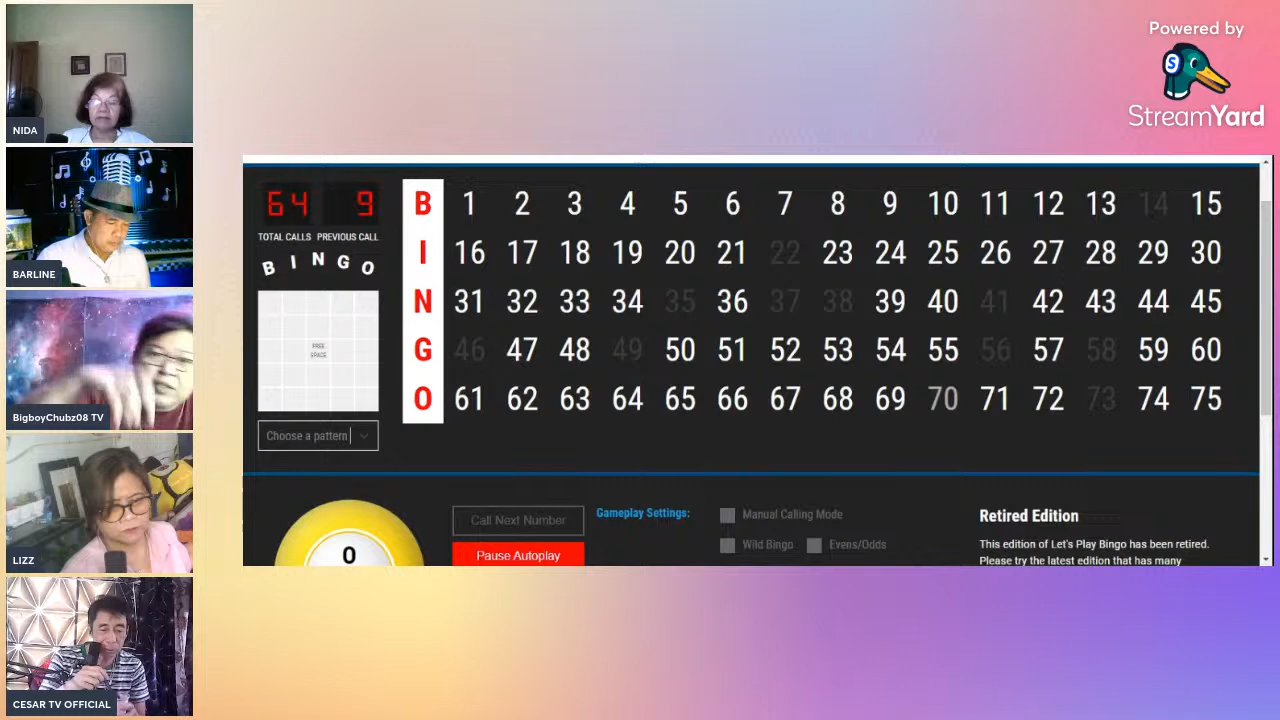 Powered by
StreamYard
NIDA
BARLINE
BigboyChubz08 TV
LIZZ
CESAR TV OFFICIAL
64 9
TOTAL CALLS PREVIOUS CALL
B I N G O
FREE
SPACE
Choose a pattern
B 1 2 3 4 5 6 7 8 9 10 11 12 13 14 15
I 16 17 18 19 20 21 22 23 24 25 26 27 28 29 30
N 31 32 33 34 35 36 37 38 39 40 41 42 43 44 45
G 46 47 48 49 50 51 52 53 54 55 56 57 58 59 60
O 61 62 63 64 65 66 67 68 69 70 71 72 73 74 75
O
Call Next Number
Pause Autoplay
Gameplay Settings:
Manual Calling Mode
Wild Bingo Evens/Odds
Retired Edition
This edition of Let's Play Bingo has been retired.
Please try the latest edition that has many